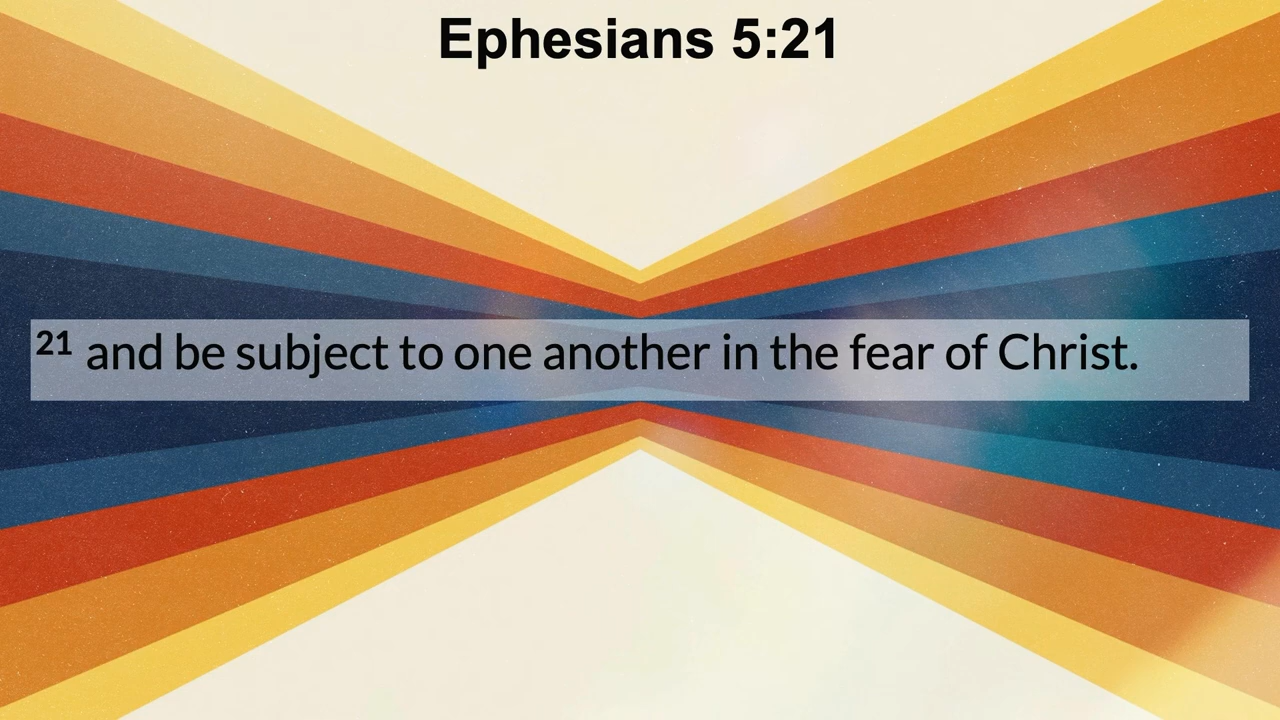 Ephesians 5:21
21 and be subject to one another in the fear of Christ.